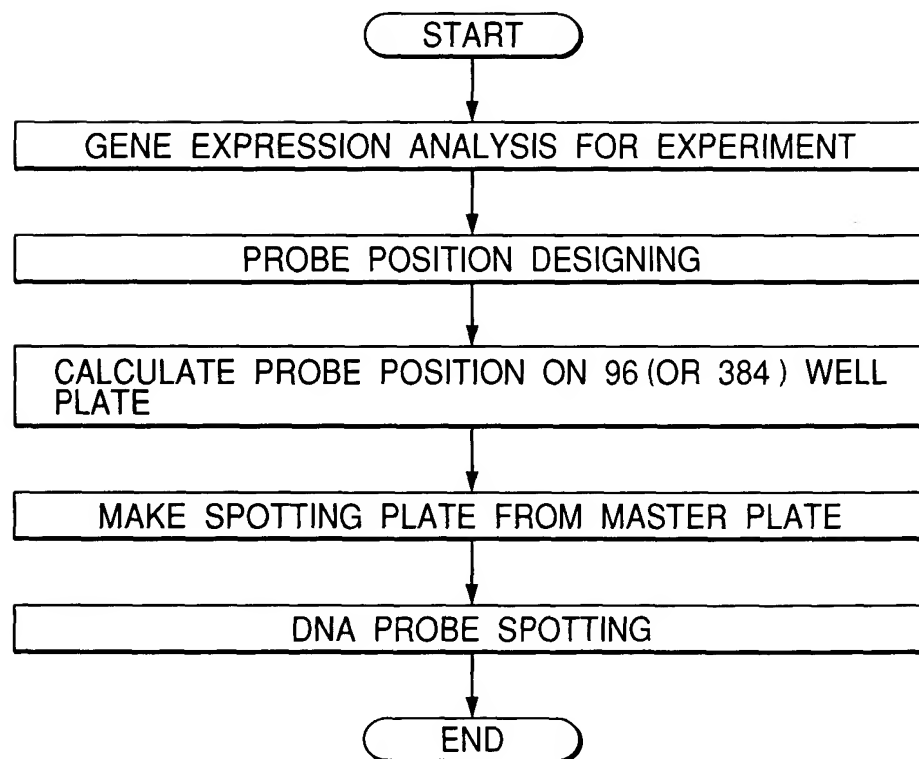 START
GENE EXPRESSION ANALYSIS FOR EXPERIMENT
PROBE POSITION DESIGNING
CALCULATE PROBE POSITION ON 96 (OR 384) WELL
PLATE
MAKE SPOTTING PLATE FROM MASTER PLATE
DNA PROBE SPOTTING
END